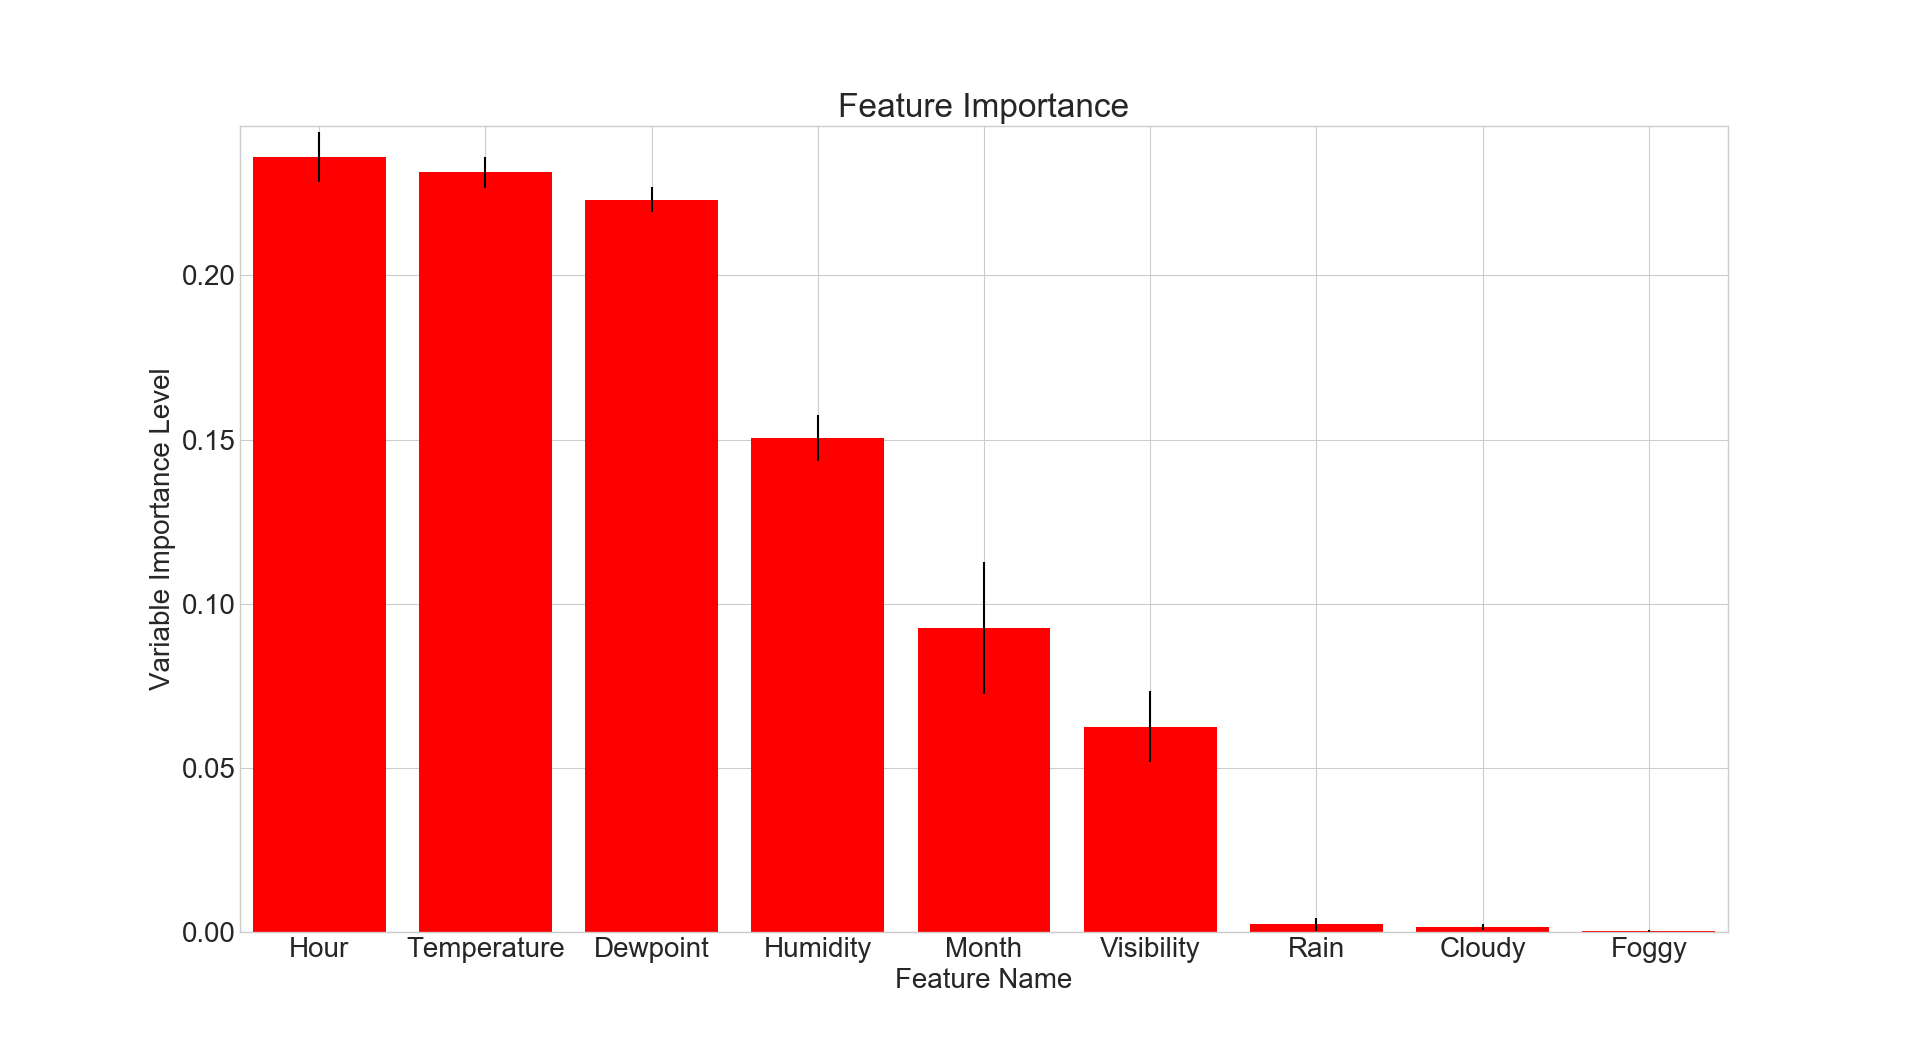 Feature Importance
Variable Importance Level
0.20
0.15
0.10
0.05
0.00
Hour Temperature Dewpoint Humidity Month Visibility Rain Cloudy Foggy
Feature Name